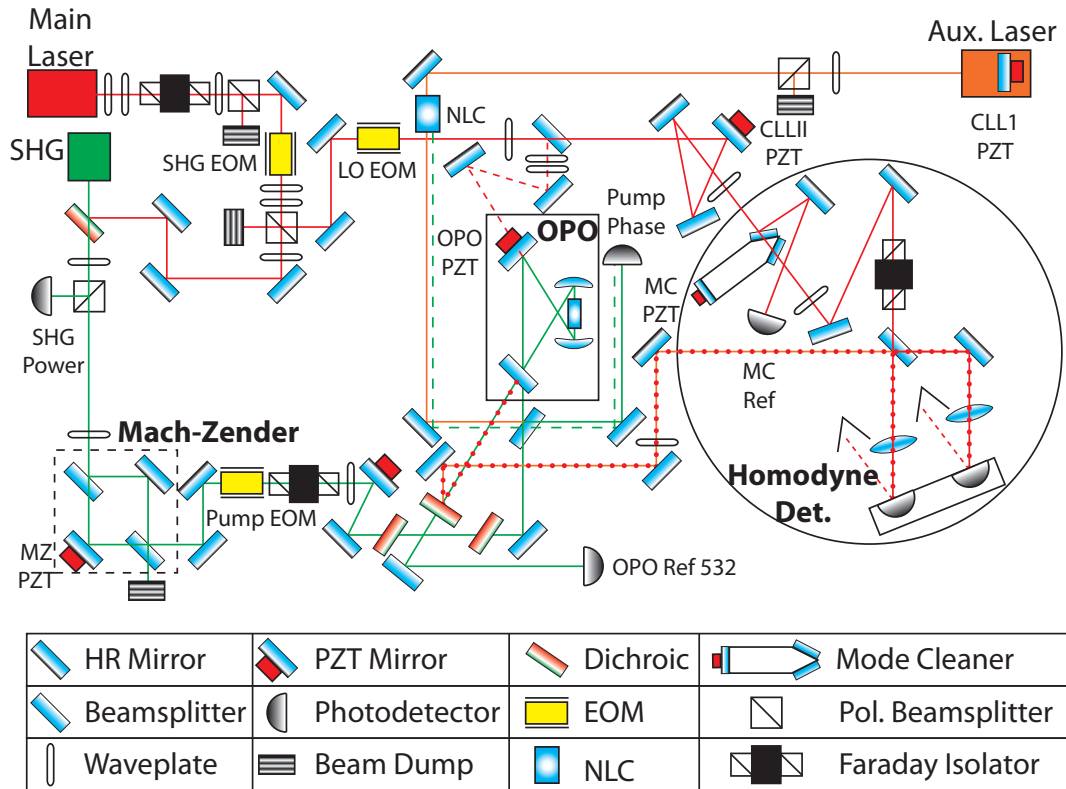 Main
Laser
SHG
SHG EOM
LO EOM
NLC
CLLII
PZT
Aux. Laser
CLL1
PZT
OPO
PZT
OPO
Pump
Phase
MC
PZT
MC
Ref
SHG
Power
Mach-Zender
MZ
PZT
Pump EOM
OPO Ref 532
Homodyne
Det.
HR Mirror
PZT Mirror
Dichroic
Mode Cleaner
Beamsplitter
Photodetector
EOM
Pol. Beamsplitter
Waveplate
Beam Dump
NLC
Faraday Isolator